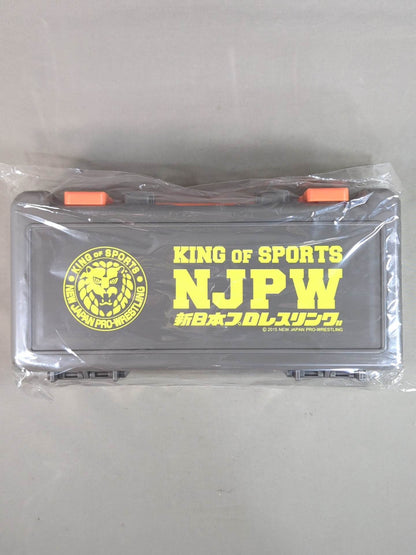 KING OF SPORTS
NEW JAPAN PRO-WRESTLING
KING OF SPORTS
NJPW
新日本プロレスリング㈱
© 2015 NEW JAPAN PRO-WRESTLING